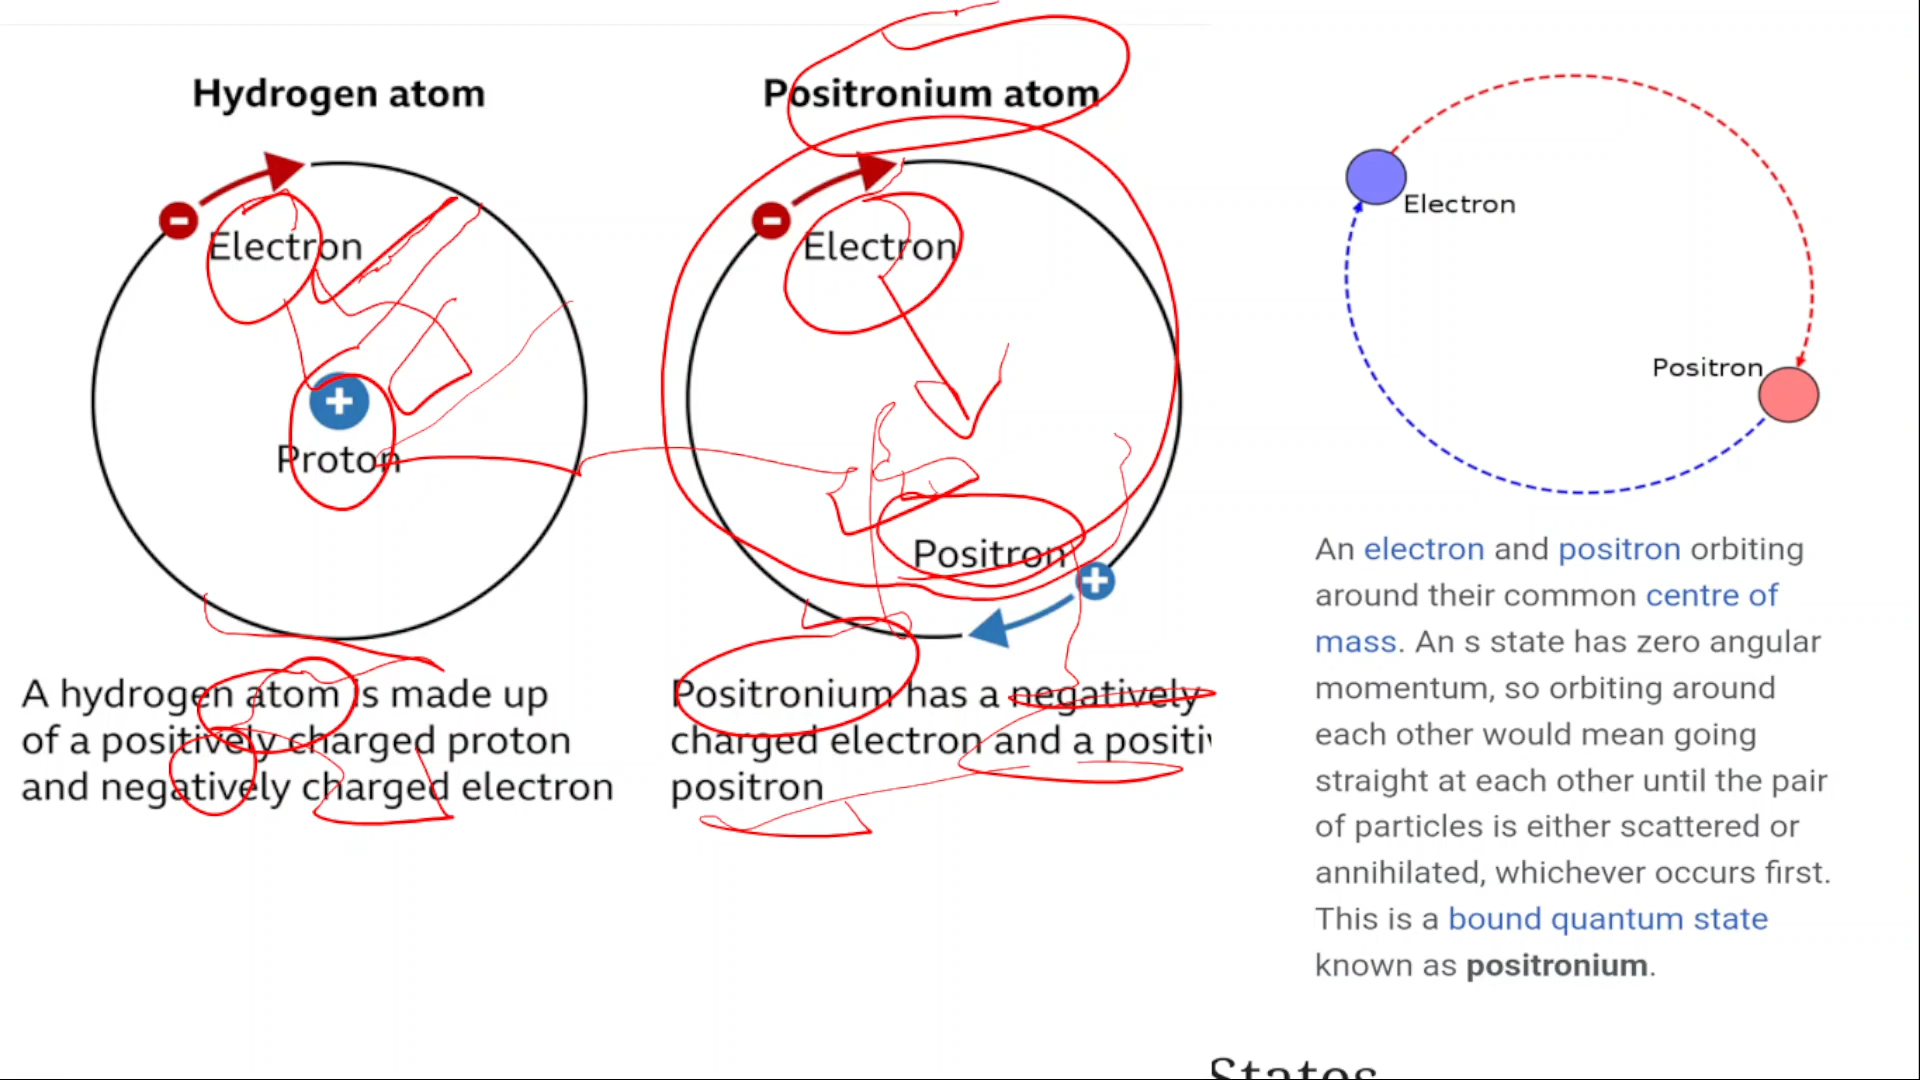 Hydrogen atom
Electron
Proton
A hydrogen atom is made up
of a positively charged proton
and negatively charged electron
Positronium atom
Electron
Positron
Positronium has a negatively
charged electron and a positiv
positron
Electron
Positron
An electron and positron orbiting
around their common centre of
mass. An s state has zero angular
momentum, so orbiting around
each other would mean going
straight at each other until the pair
of particles is either scattered or
annihilated, whichever occurs first.
This is a bound quantum state
known as positronium.
States